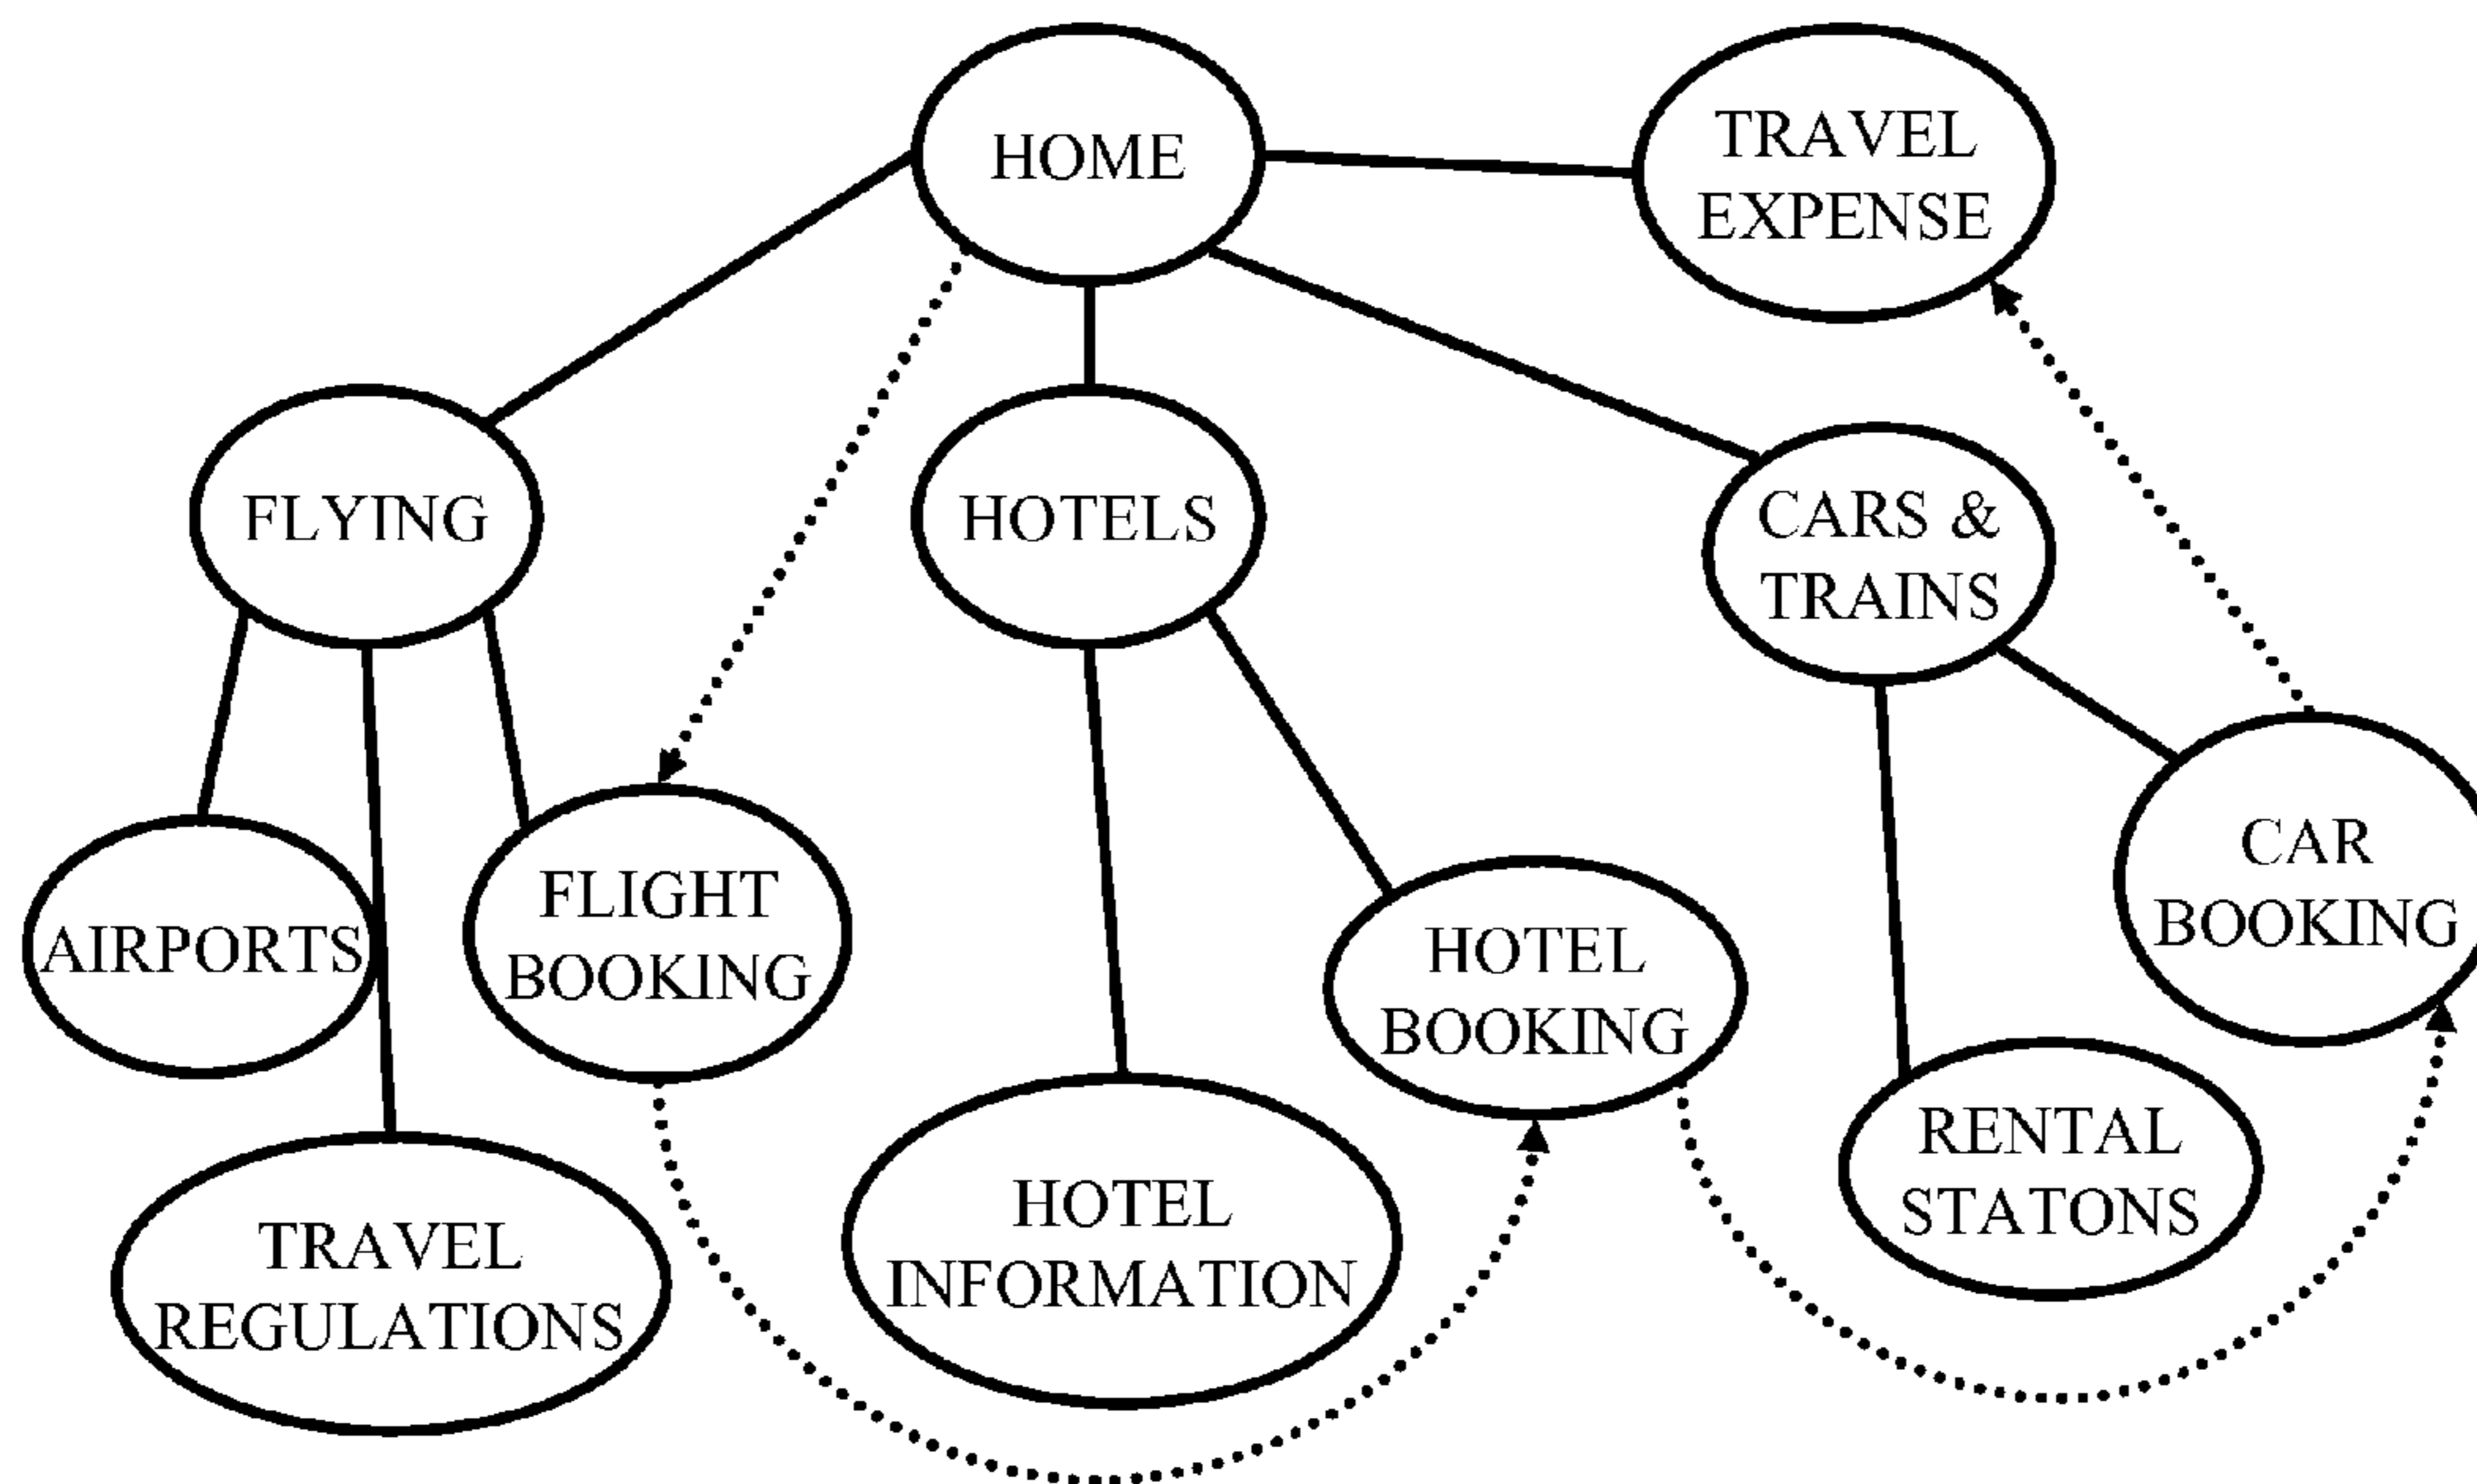 HOME
TRAVEL
EXPENSE
FLYING
HOTELS
CARS &
TRAINS
AIRPORTS
FLIGHT
BOOKING
HOTEL
BOOKING
CAR
BOOKING
TRAVEL
REGULATIONS
HOTEL
INFORMATION
RENTAL
STATONS